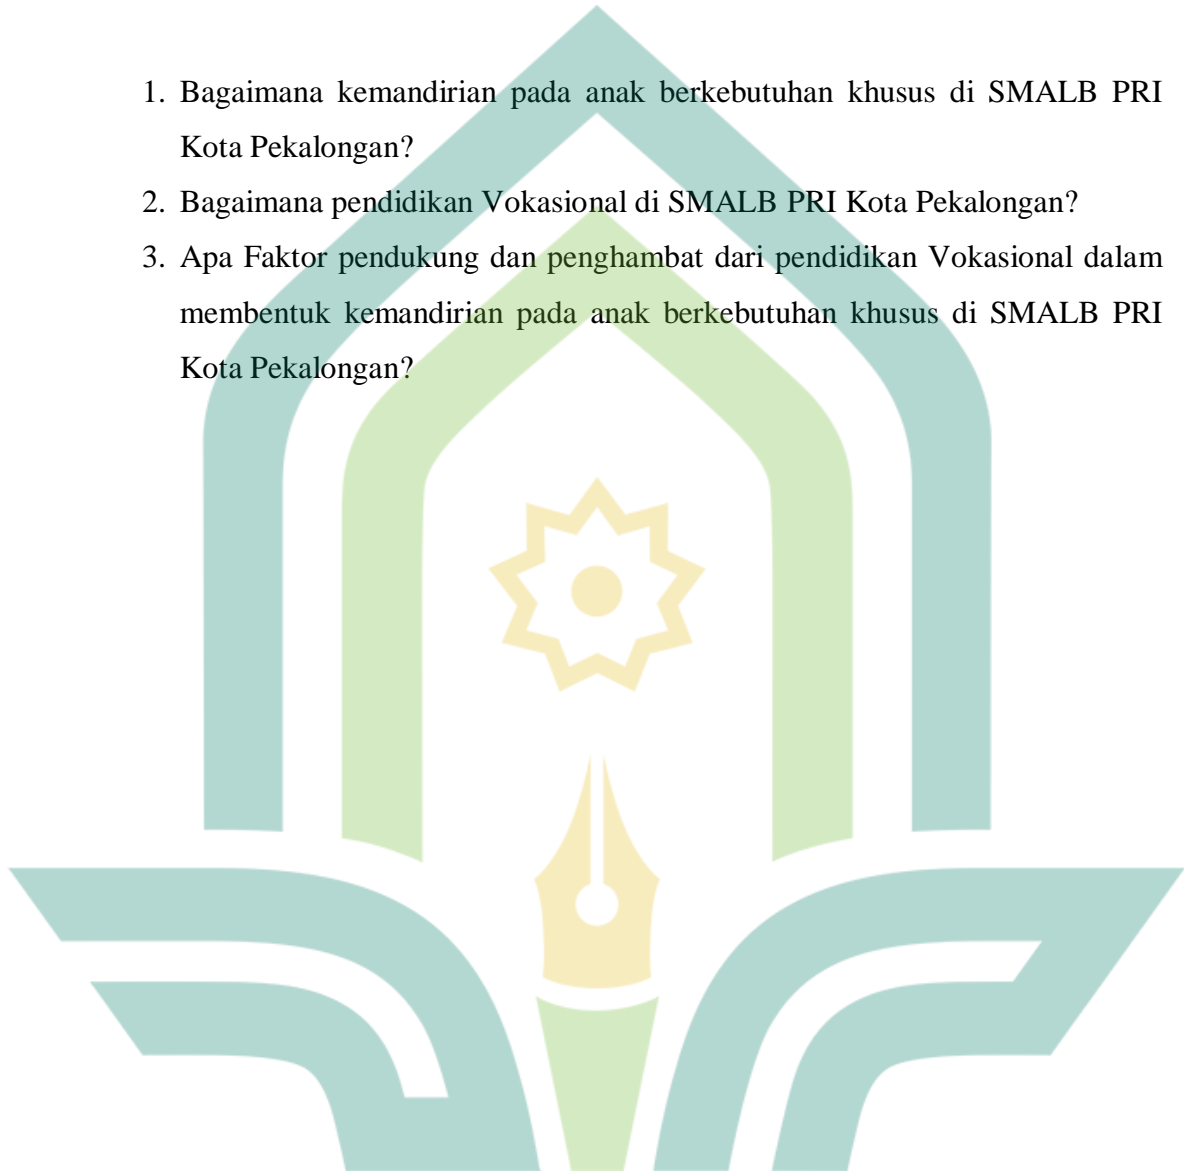 1. Bagaimana kemandirian pada anak berkebutuhan khusus di SMALB PRI
Kota Pekalongan?
2. Bagaimana pendidikan Vokasional di SMALB PRI Kota Pekalongan?
3. Apa Faktor pendukung dan penghambat dari pendidikan Vokasional dalam
membentuk kemandirian pada anak berkebutuhan khusus di SMALB PRI
Kota Pekalongan?